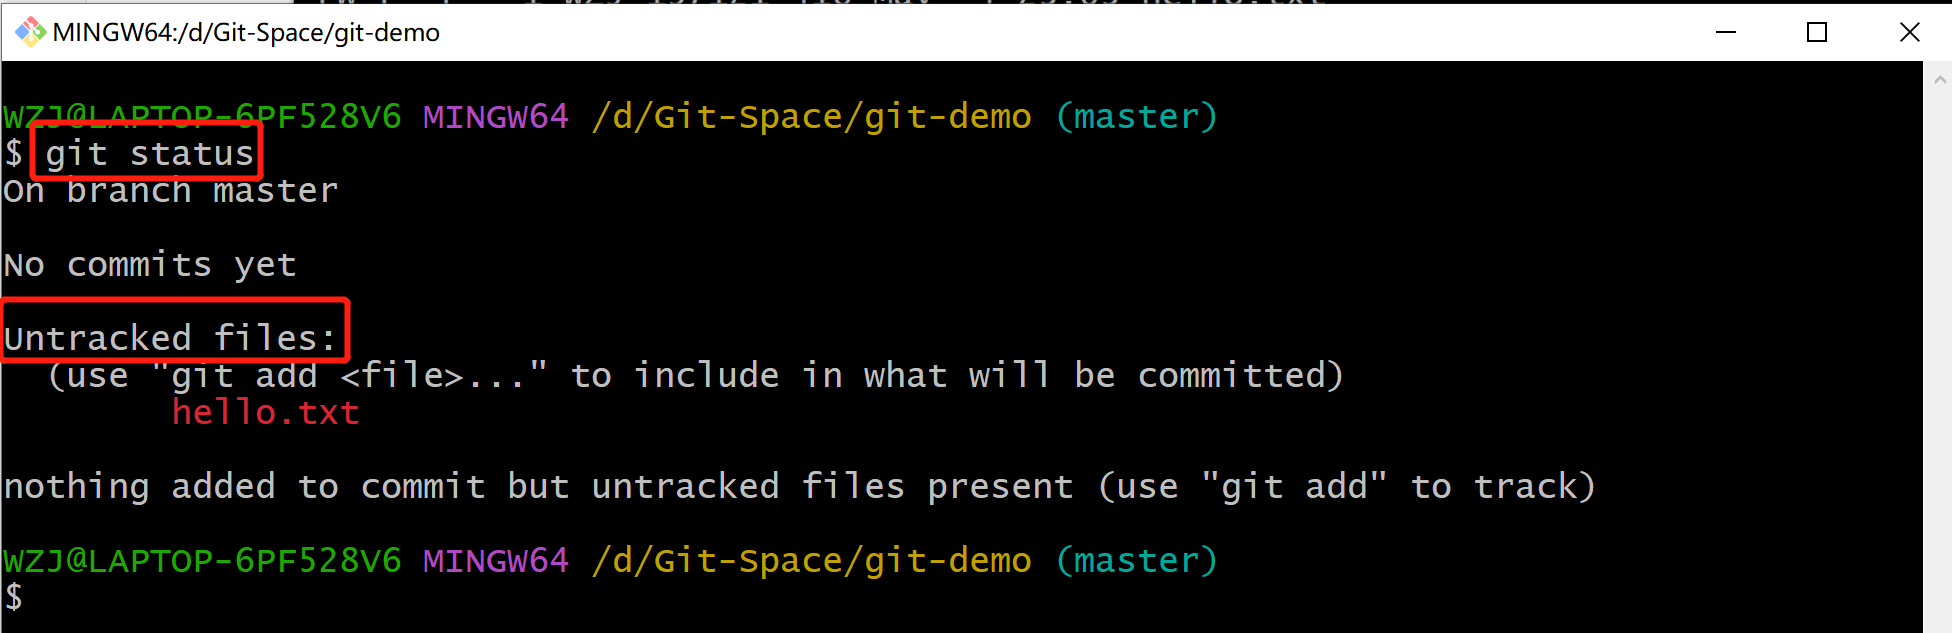 MINGW64:/d/Git-Space/git-demo
WZJ@LAPTOP-6PF528V6 MINGW64 /d/Git-Space/git-demo (master)
$ git status
On branch master
No commits yet
Untracked files:
(use "git add <file>..." to include in what will be committed)
hello.txt
nothing added to commit but untracked files present (use "git add" to track)
WZJ@LAPTOP-6PF528V6 MINGW64 /d/Git-Space/git-demo (master)
$